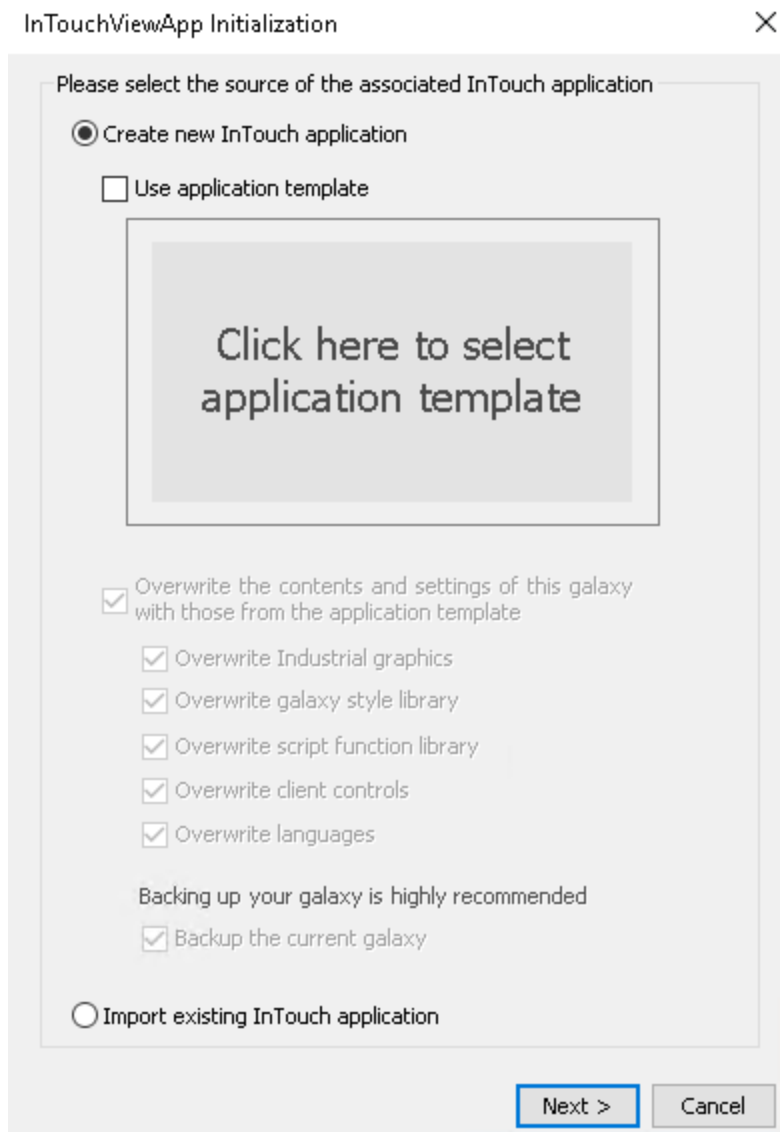 InTouchViewApp Initialization
Please select the source of the associated InTouch application
Create new InTouch application
Use application template
Click here to select
application template
Overwrite the contents and settings of this galaxy
with those from the application template
Overwrite Industrial graphics
Overwrite galaxy style library
Overwrite script function library
Overwrite client controls
Overwrite languages
Backing up your galaxy is highly recommended
Backup the current galaxy
Import existing InTouch application
Next >
Cancel